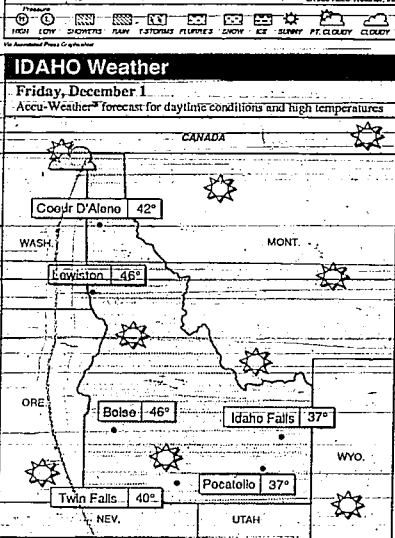 Pressure
H L
HIGH LOW SHOWERS RAIN T-STORMS FLURRIES SNOW ICE SUNNY PT. CLOUDY CLOUDY
Via Associated Press GraphicsNet
IDAHO Weather
Friday, December 1
Accu-Weather® forecast for daytime conditions and high temperatures
CANADA
Coeur D'Alene 42°
WASH.
MONT.
Lewiston 46°
ORE.
Boise 46°
Idaho Falls 37°
WYO.
Pocatello 37°
Twin Falls 40°
NEV.
UTAH